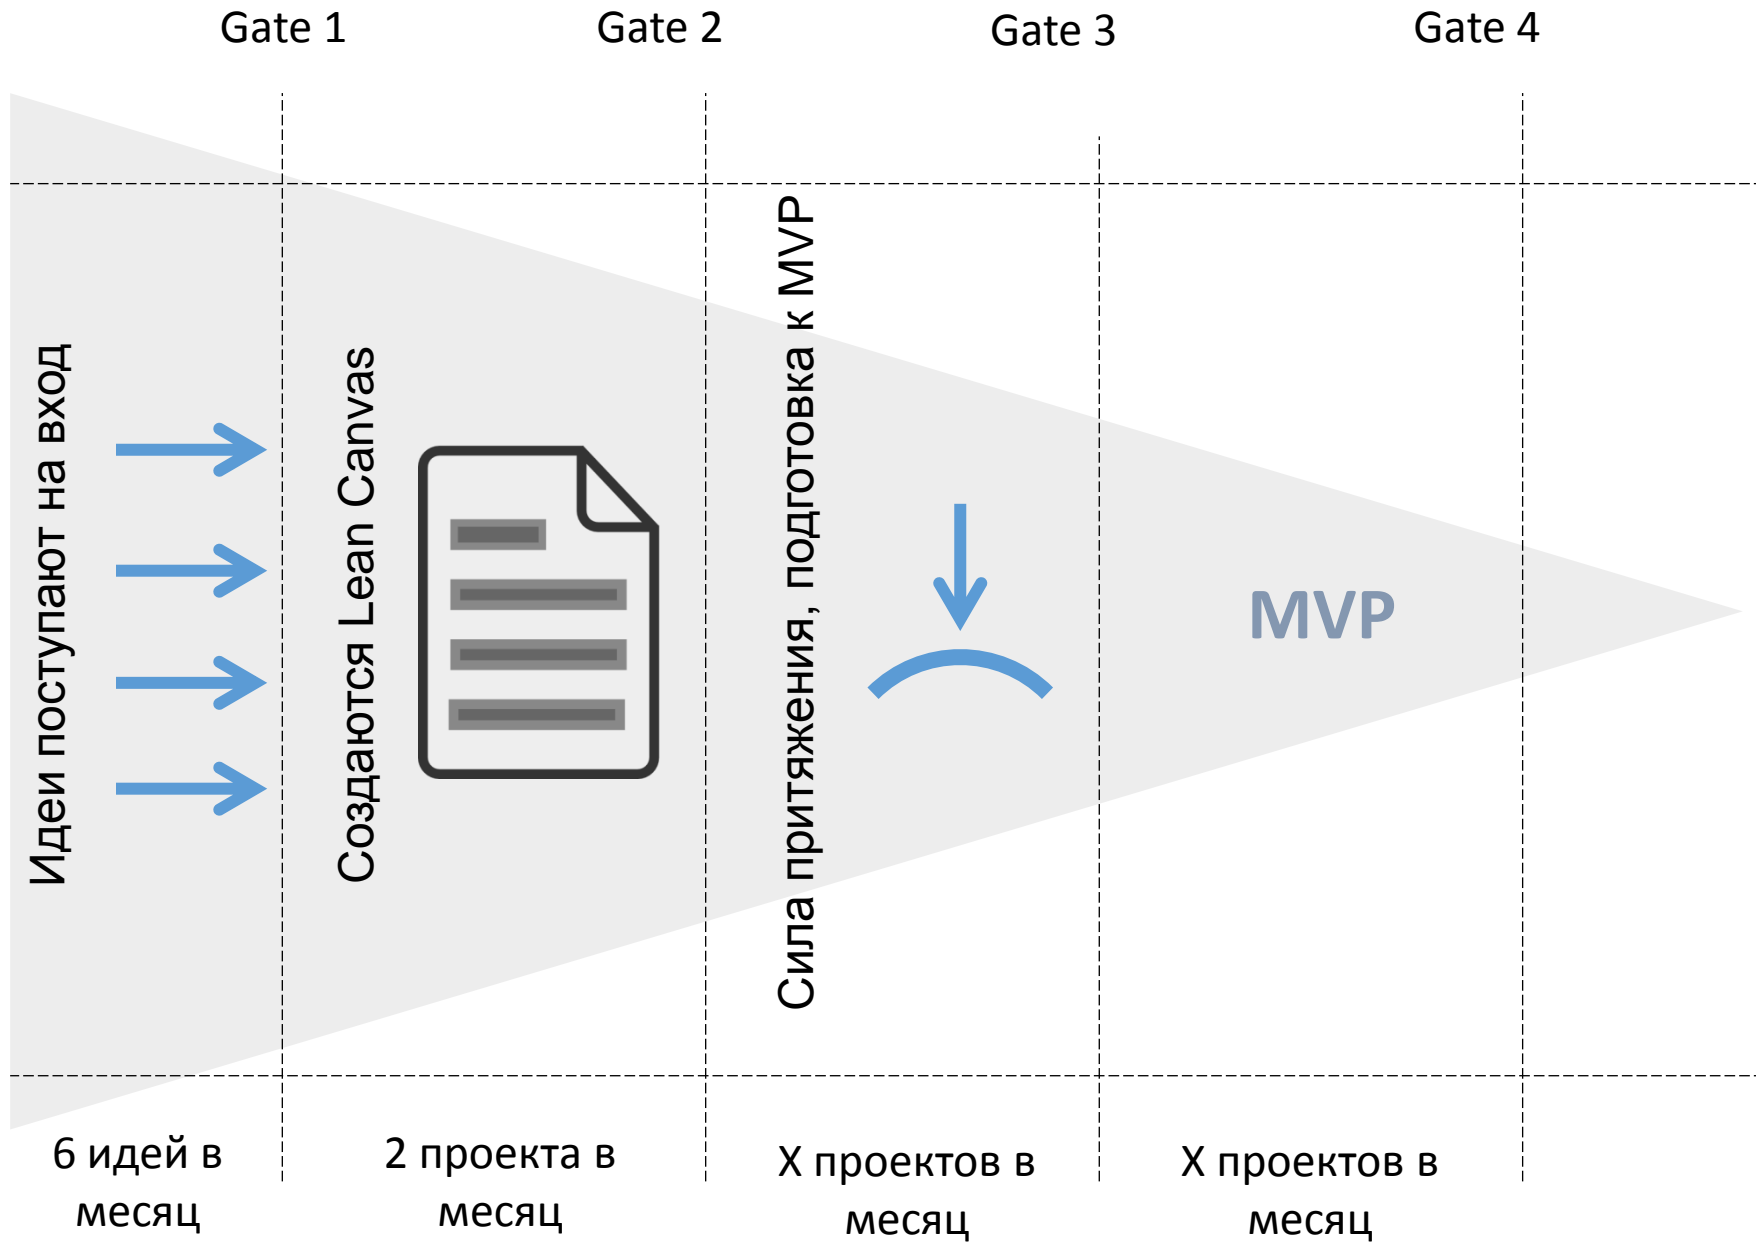 Gate 1
Gate 2
Gate 3
Gate 4
Идеи поступают на вход
Создаются Lean Canvas
Сила притяжения, подготовка к MVP
MVP
6 идей в
месяц
2 проекта в
месяц
X проектов в
месяц
X проектов в
месяц